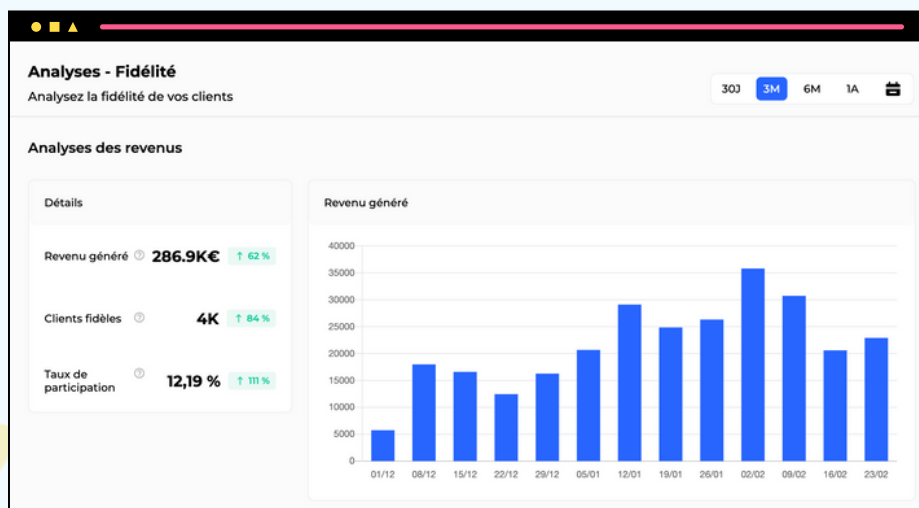 Analyses - Fidélité
Analysez la fidélité de vos clients
30J 3M 6M 1A
Analyses des revenus
Détails
Revenu généré ? 286.9K€ ↑ 62 %
Clients fidèles ? 4K ↑ 84 %
Taux de
participation ? 12,19 % ↑ 111 %
Revenu généré
40000
35000
30000
25000
20000
15000
10000
5000
0
01/12 08/12 15/12 22/12 29/12 05/01 12/01 19/01 26/01 02/02 09/02 16/02 23/02